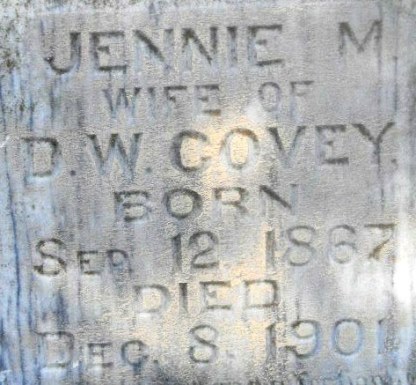 JENNIE M
WIFE OF
D. W. COVEY.
BORN
SEP. 12. 1867
DIED
DEC. 8. 1901